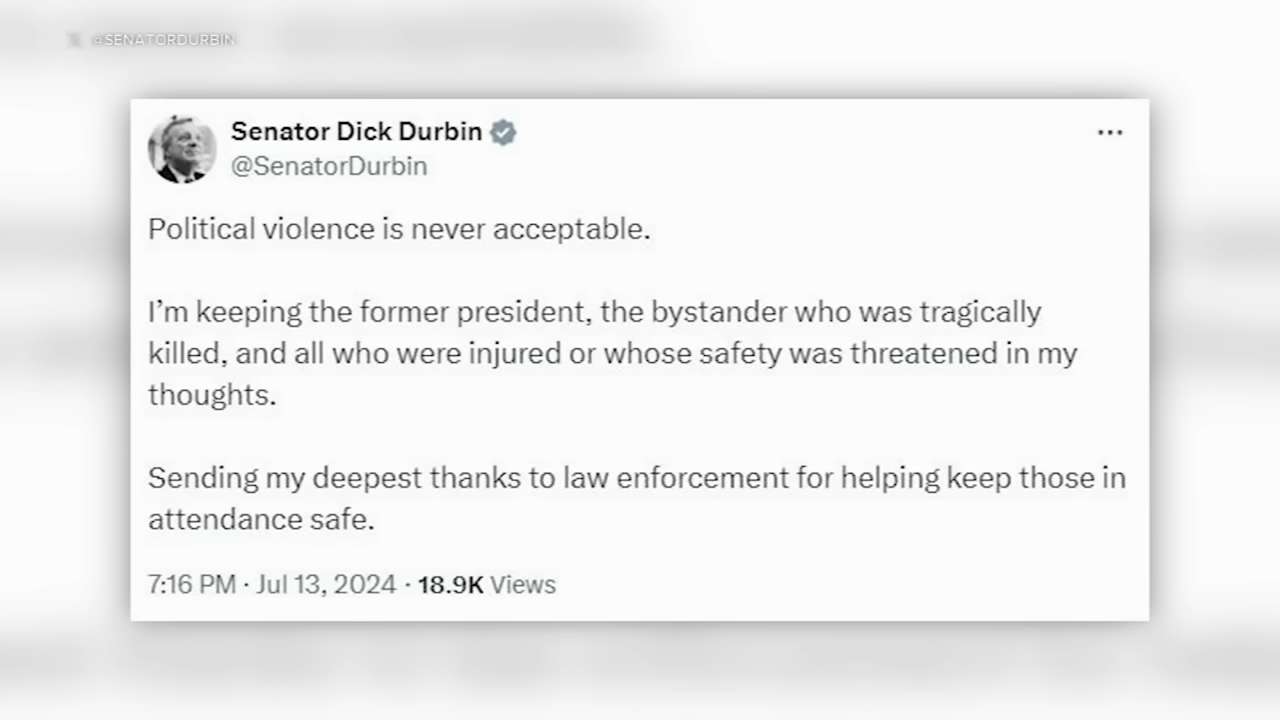 @SENATORDURBIN
Senator Dick Durbin
@SenatorDurbin
Political violence is never acceptable.
I’m keeping the former president, the bystander who was tragically
killed, and all who were injured or whose safety was threatened in my
thoughts.
Sending my deepest thanks to law enforcement for helping keep those in
attendance safe.
7:16 PM · Jul 13, 2024 · 18.9K Views